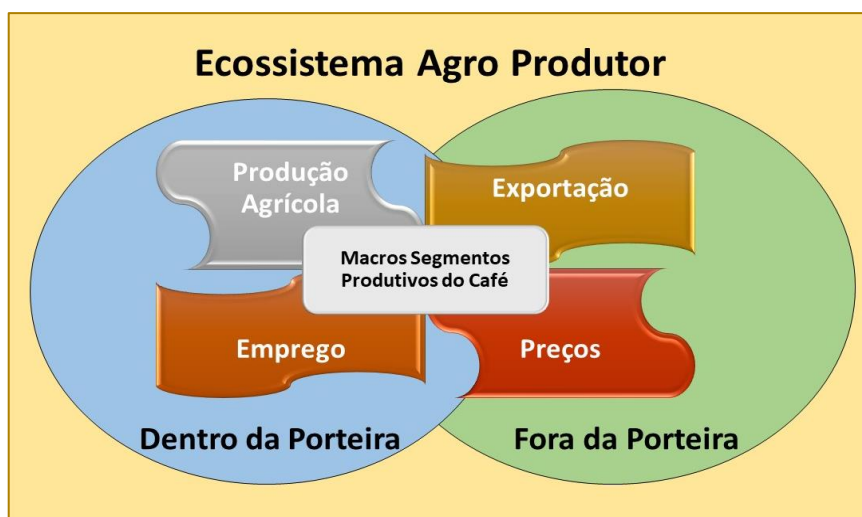 Ecossistema Agro Produtor
Produção
Agrícola
Exportação
Macros Segmentos
Produtivos do Café
Emprego
Preços
Dentro da Porteira
Fora da Porteira